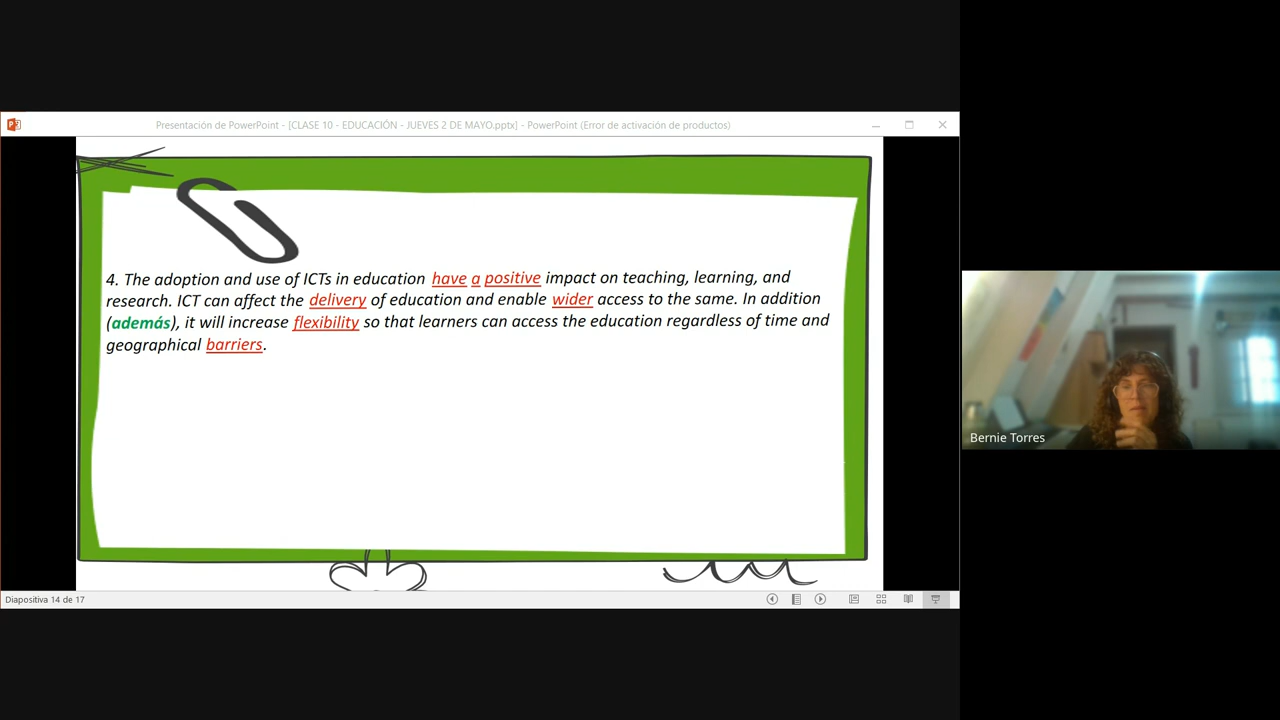 Presentación de PowerPoint - [CLASE 10 - EDUCACIÓN - JUEVES 2 DE MAYO.pptx] - PowerPoint (Error de activación de productos)
4. The adoption and use of ICTs in education have a positive impact on teaching, learning, and
research. ICT can affect the delivery of education and enable wider access to the same. In addition
(además), it will increase flexibility so that learners can access the education regardless of time and
geographical barriers.
Bernie Torres
Diapositiva 14 de 17